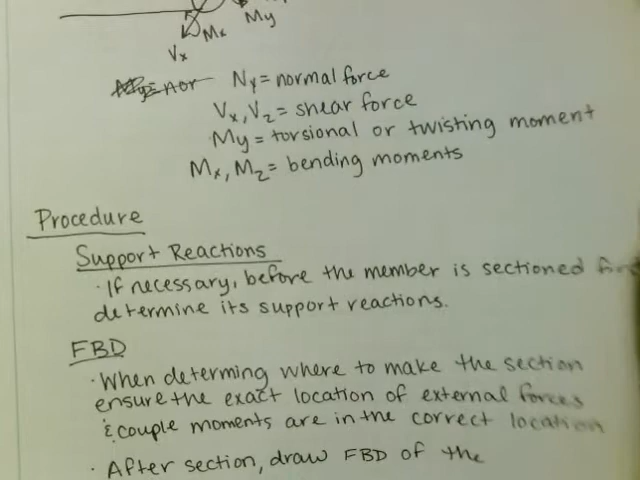 Mx
My
Vx
Ny = normal force
Vx, Vz = shear force
My = torsional or twisting moment
Mx, Mz = bending moments
Procedure
Support Reactions
· If necessary, before the member is sectioned
determine its support reactions.
FBD
· When determining where to make the section
ensure the exact location of external forces
& couple moments are in the correct location
· After section, draw FBD of the